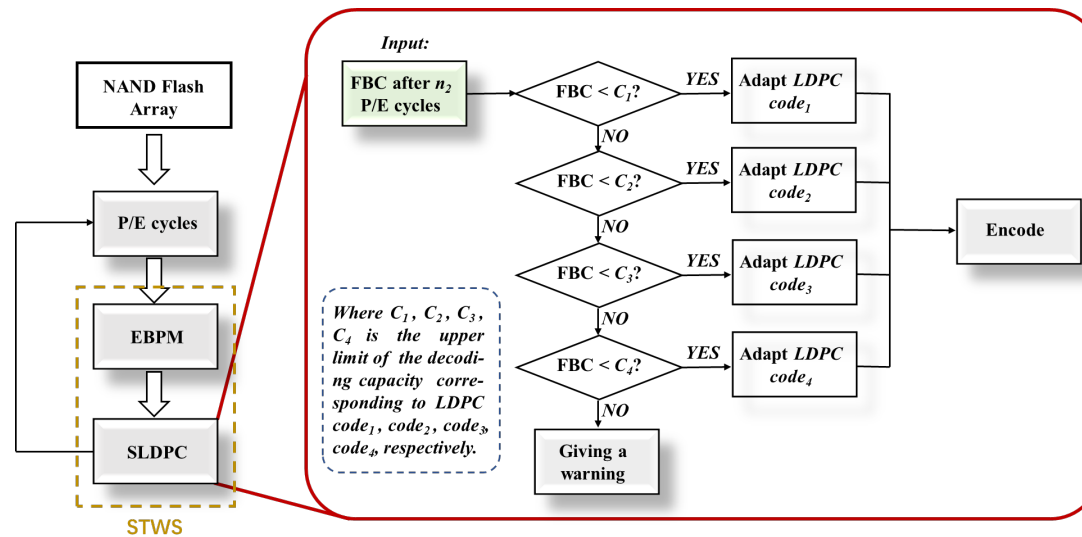 NAND Flash
Array
P/E cycles
EBPM
SLDPC
STWS
Input:
FBC after n₂
P/E cycles
FBC < C₁?
YES
Adapt LDPC
code₁
NO
FBC < C₂?
YES
Adapt LDPC
code₂
NO
FBC < C₃?
YES
Adapt LDPC
code₃
NO
FBC < C₄?
YES
Adapt LDPC
code₄
NO
Giving a
warning
Encode
Where C₁, C₂, C₃,
C₄ is the upper
limit of the decodi-
ng capacity corre-
sponding to LDPC
code₁, code₂, code₃,
code₄, respectively.